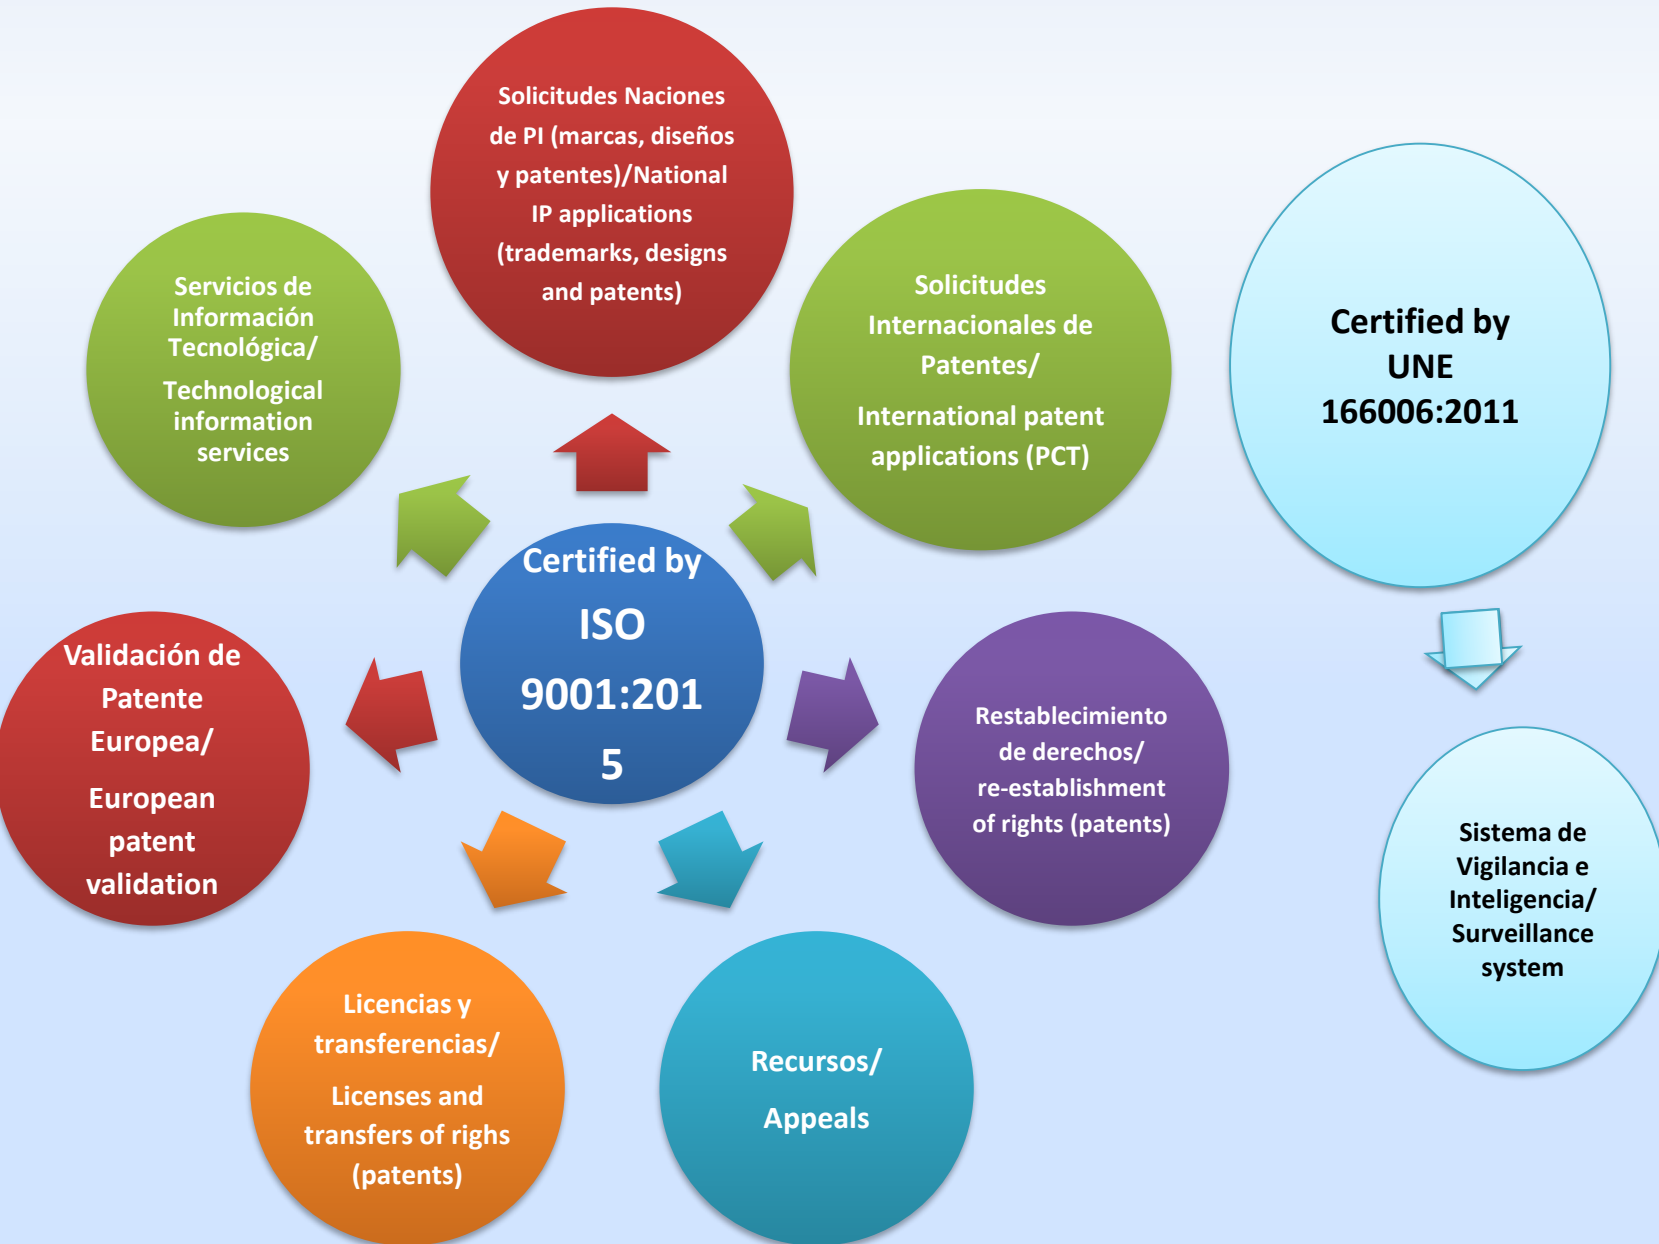 Solicitudes Naciones
de PI (marcas, diseños
y patentes)/National
IP applications
(trademarks, designs
and patents)
Servicios de
Información
Tecnológica/
Technological
information
services
Solicitudes
Internacionales de
Patentes/
International patent
applications (PCT)
Certified by
UNE
166006:2011
Certified by
ISO
9001:201
5
Validación de
Patente
Europea/
European
patent
validation
Restablecimiento
de derechos/
re-establishment
of rights (patents)
Sistema de
Vigilancia e
Inteligencia/
Surveillance
system
Licencias y
transferencias/
Licenses and
transfers of righs
(patents)
Recursos/
Appeals